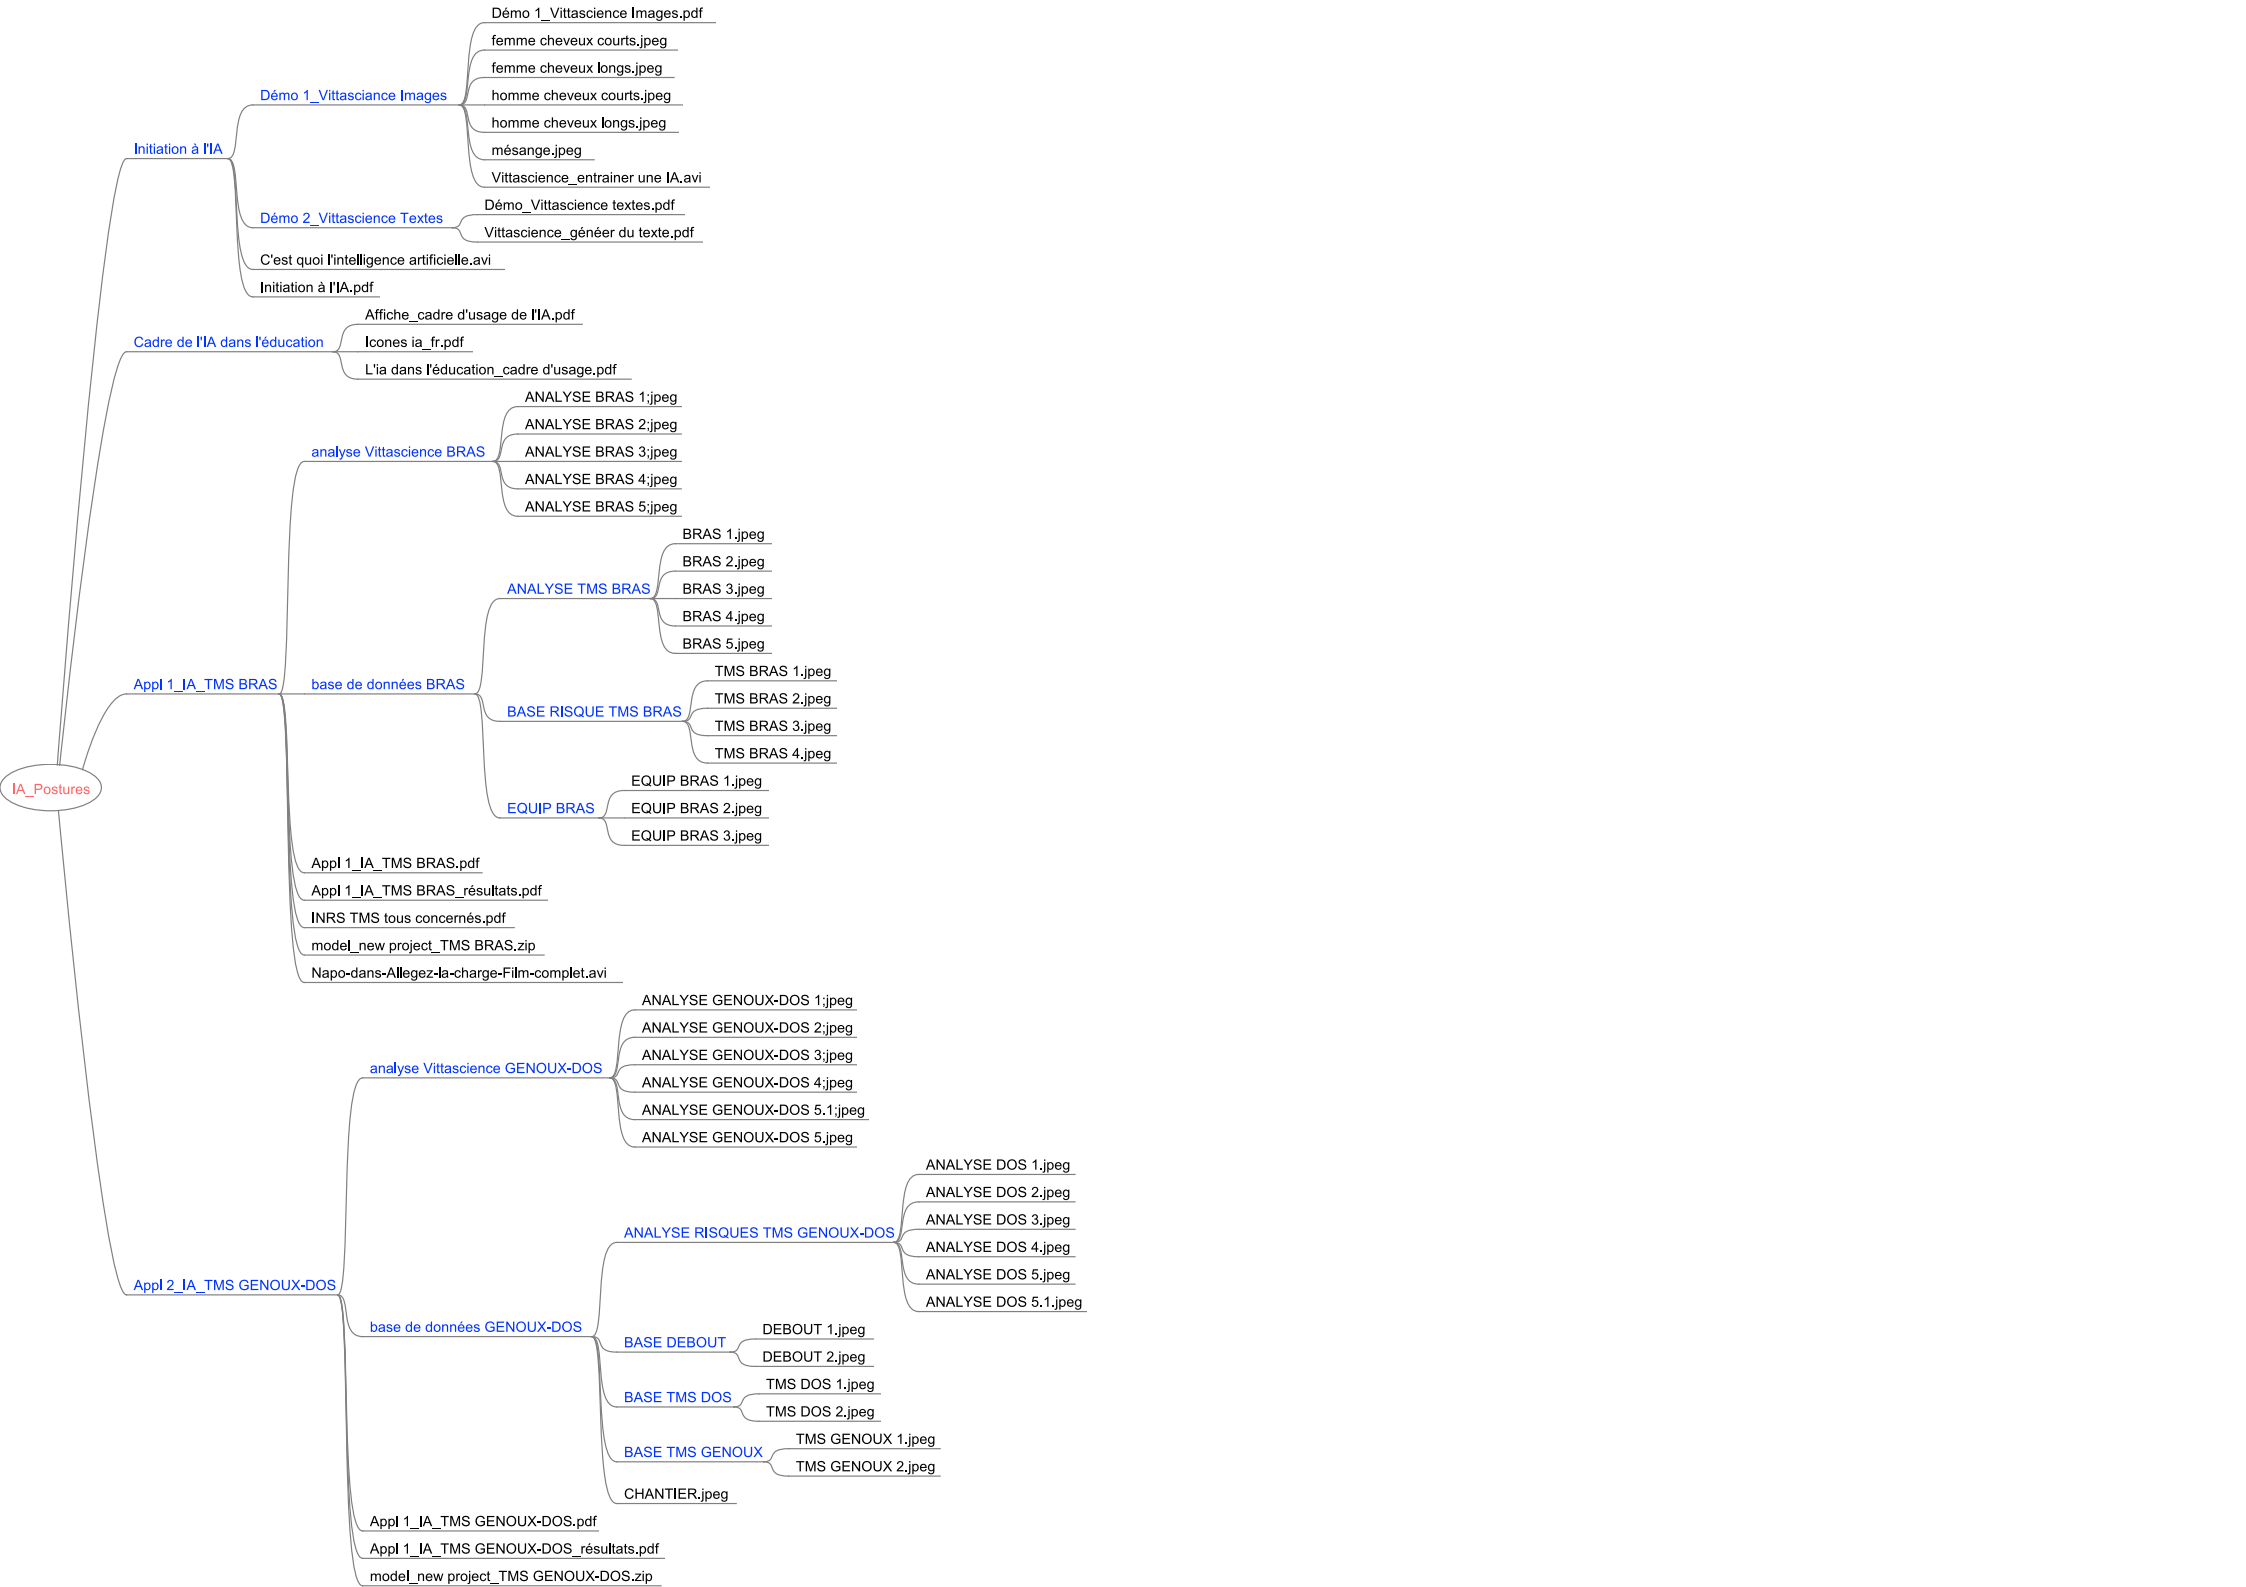 IA_Postures
Initiation à l'IA
Démo 1_Vittasciance Images
Démo 1_Vittascience Images.pdf
femme cheveux courts.jpeg
femme cheveux longs.jpeg
homme cheveux courts.jpeg
homme cheveux longs.jpeg
mésange.jpeg
Vittascience_entrainer une IA.avi
Démo 2_Vittascience Textes
Démo_Vittascience textes.pdf
Vittascience_généer du texte.pdf
C'est quoi l'intelligence artificielle.avi
Initiation à l'IA.pdf
Cadre de l'IA dans l'éducation
Affiche_cadre d'usage de l'IA.pdf
Icones ia_fr.pdf
L'ia dans l'éducation_cadre d'usage.pdf
Appl 1_IA_TMS BRAS
analyse Vittascience BRAS
ANALYSE BRAS 1;jpeg
ANALYSE BRAS 2;jpeg
ANALYSE BRAS 3;jpeg
ANALYSE BRAS 4;jpeg
ANALYSE BRAS 5;jpeg
base de données BRAS
ANALYSE TMS BRAS
BRAS 1.jpeg
BRAS 2.jpeg
BRAS 3.jpeg
BRAS 4.jpeg
BRAS 5.jpeg
BASE RISQUE TMS BRAS
TMS BRAS 1.jpeg
TMS BRAS 2.jpeg
TMS BRAS 3.jpeg
TMS BRAS 4.jpeg
EQUIP BRAS
EQUIP BRAS 1.jpeg
EQUIP BRAS 2.jpeg
EQUIP BRAS 3.jpeg
Appl 1_IA_TMS BRAS.pdf
Appl 1_IA_TMS BRAS_résultats.pdf
INRS TMS tous concernés.pdf
model_new project_TMS BRAS.zip
Napo-dans-Allegez-la-charge-Film-complet.avi
Appl 2_IA_TMS GENOUX-DOS
analyse Vittascience GENOUX-DOS
ANALYSE GENOUX-DOS 1;jpeg
ANALYSE GENOUX-DOS 2;jpeg
ANALYSE GENOUX-DOS 3;jpeg
ANALYSE GENOUX-DOS 4;jpeg
ANALYSE GENOUX-DOS 5.1;jpeg
ANALYSE GENOUX-DOS 5.jpeg
base de données GENOUX-DOS
ANALYSE RISQUES TMS GENOUX-DOS
ANALYSE DOS 1.jpeg
ANALYSE DOS 2.jpeg
ANALYSE DOS 3.jpeg
ANALYSE DOS 4.jpeg
ANALYSE DOS 5.jpeg
ANALYSE DOS 5.1.jpeg
BASE DEBOUT
DEBOUT 1.jpeg
DEBOUT 2.jpeg
BASE TMS DOS
TMS DOS 1.jpeg
TMS DOS 2.jpeg
BASE TMS GENOUX
TMS GENOUX 1.jpeg
TMS GENOUX 2.jpeg
CHANTIER.jpeg
Appl 1_IA_TMS GENOUX-DOS.pdf
Appl 1_IA_TMS GENOUX-DOS_résultats.pdf
model_new project_TMS GENOUX-DOS.zip